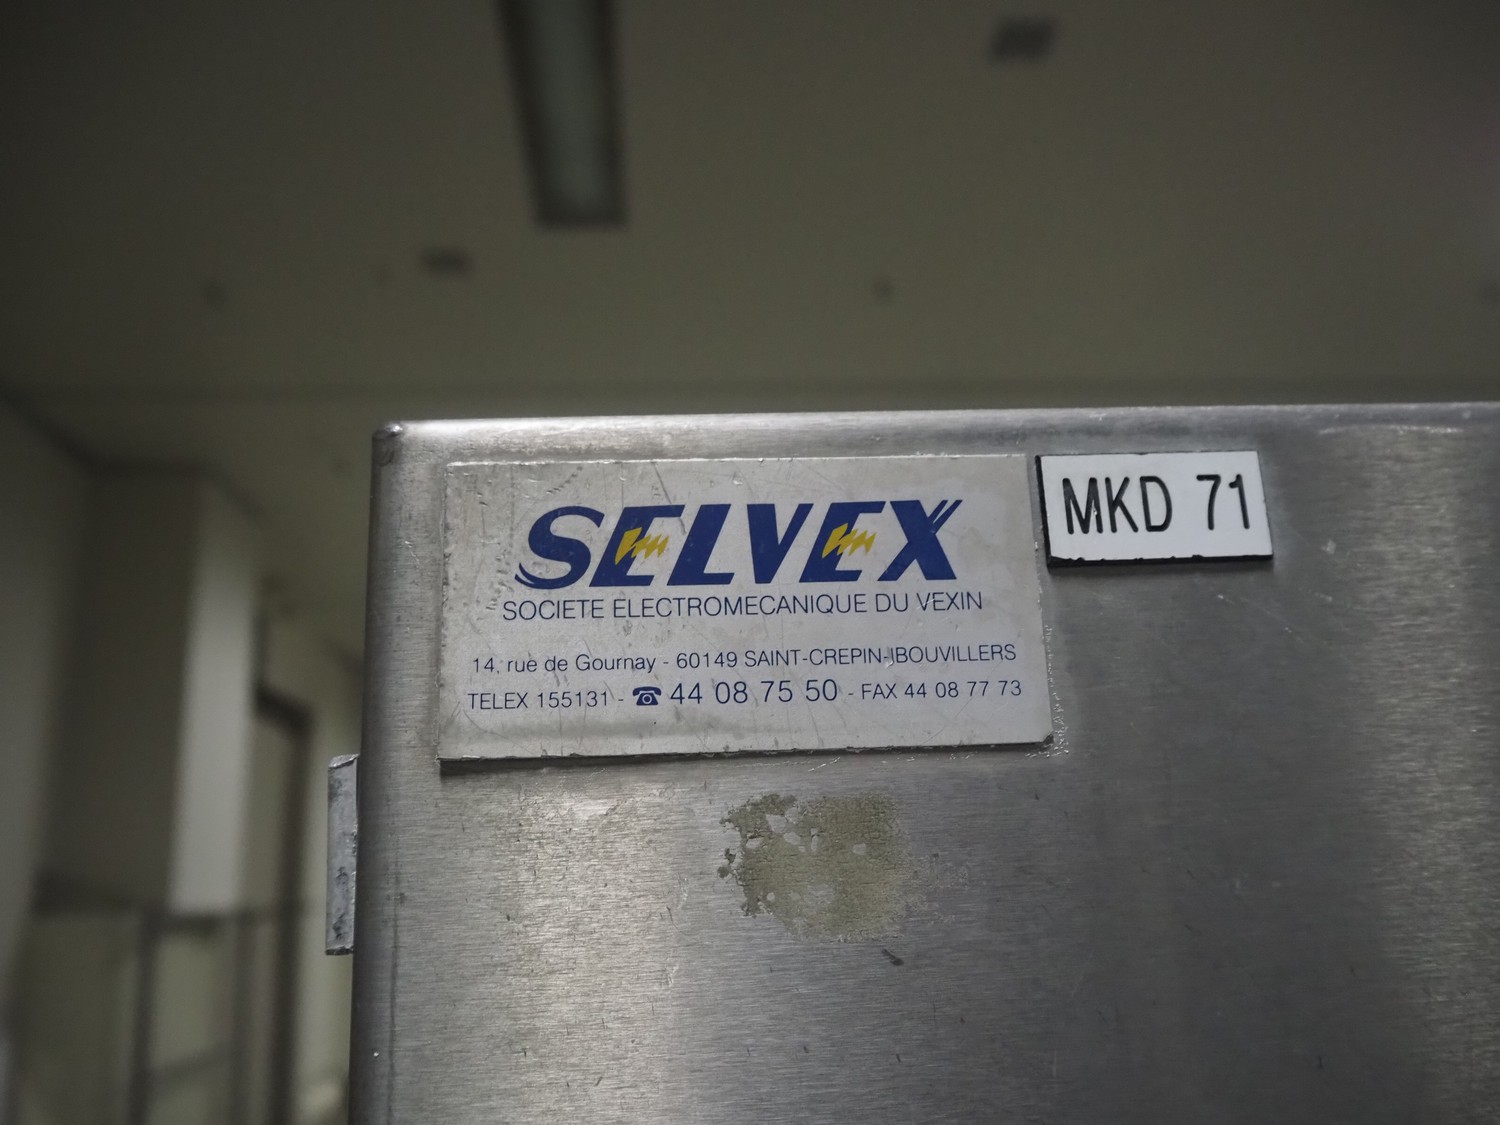 SELVEX
SOCIETE ELECTROMECANIQUE DU VEXIN
14, rue de Gournay - 60149 SAINT-CREPIN-IBOUVILLERS
TELEX 155131 - ☎ 44 08 75 50 - FAX 44 08 77 73
MKD 71